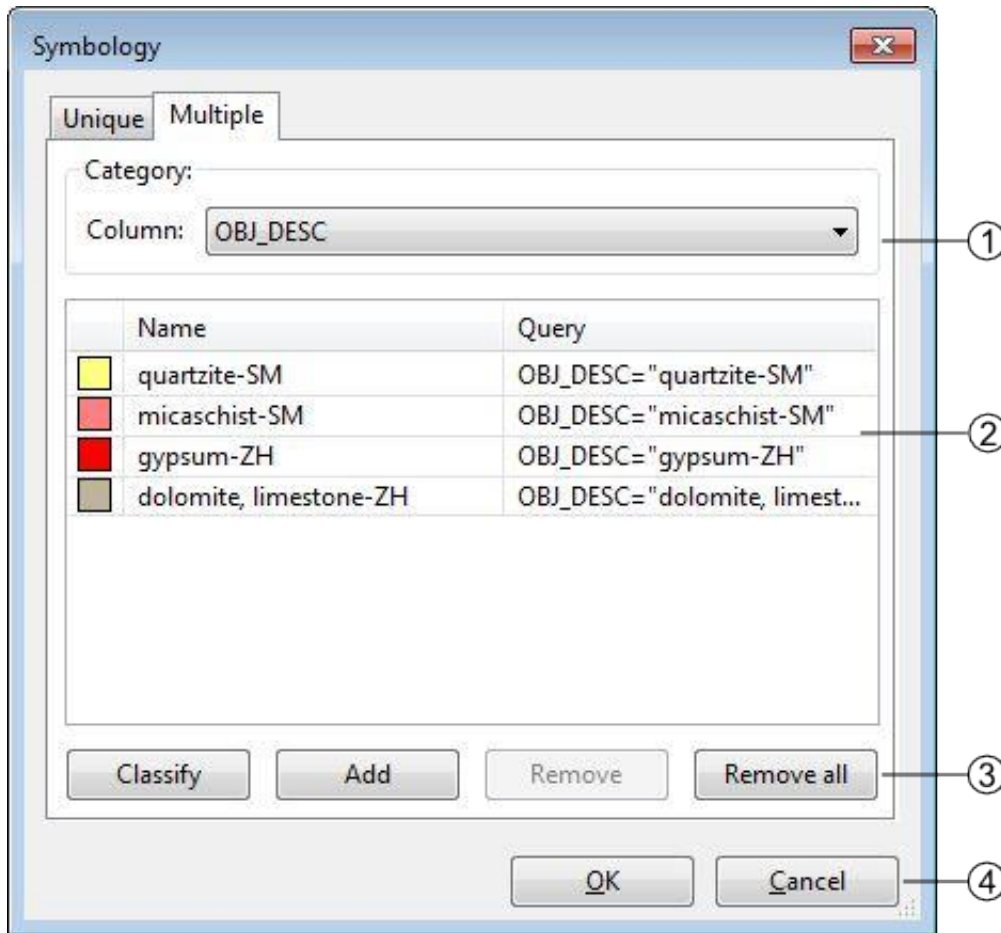 Symbology
Unique Multiple
Category:
Column: OBJ_DESC
①
Name Query
quartzite-SM OBJ_DESC="quartzite-SM"
micaschist-SM OBJ_DESC="micaschist-SM"
②
gypsum-ZH OBJ_DESC="gypsum-ZH"
dolomite, limestone-ZH OBJ_DESC="dolomite, limest...
Classify Add Remove Remove all ③
OK Cancel ④